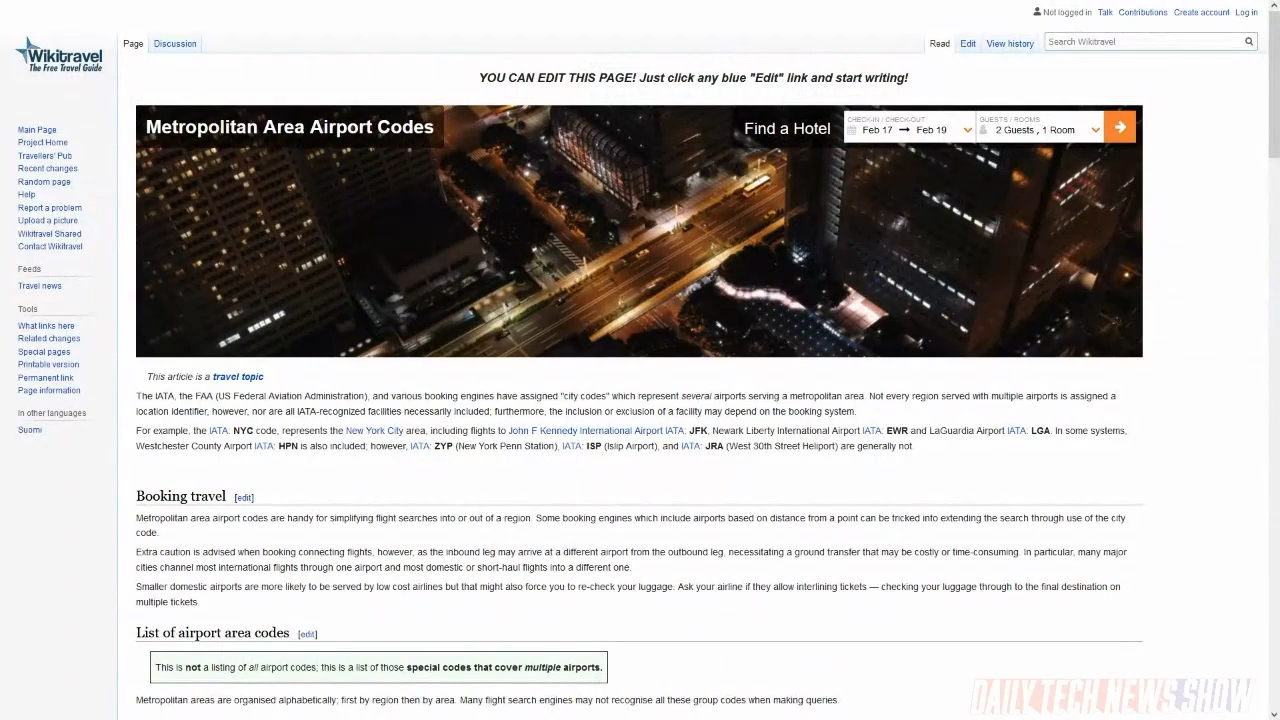 Not logged in Talk Contributions Create account Log in
Wikitravel
The Free Travel Guide
Page Discussion Read Edit View history Search Wikitravel
YOU CAN EDIT THIS PAGE! Just click any blue "Edit" link and start writing!
Metropolitan Area Airport Codes
Find a Hotel
CHECK-IN / CHECK-OUT
Feb 17 → Feb 19
GUESTS / ROOMS
2 Guests , 1 Room
Main Page
Project Home
Travellers' Pub
Recent changes
Random page
Help
Report a problem
Upload a picture
Wikitravel Shared
Contact Wikitravel
Feeds
Travel news
Tools
What links here
Related changes
Special pages
Printable version
Permanent link
Page information
In other languages
Suomi
This article is a travel topic
The IATA, the FAA (US Federal Aviation Administration), and various booking engines have assigned "city codes" which represent several airports serving a metropolitan area. Not every region served with multiple airports is assigned a
location identifier, however, nor are all IATA-recognized facilities necessarily included; furthermore, the inclusion or exclusion of a facility may depend on the booking system.
For example, the IATA: NYC code, represents the New York City area, including flights to John F Kennedy International Airport IATA: JFK, Newark Liberty International Airport IATA: EWR and LaGuardia Airport IATA: LGA. In some systems,
Westchester County Airport IATA: HPN is also included; however, IATA: ZYP (New York Penn Station), IATA: ISP (Islip Airport), and IATA: JRA (West 30th Street Heliport) are generally not.
Booking travel [edit]
Metropolitan area airport codes are handy for simplifying flight searches into or out of a region. Some booking engines which include airports based on distance from a point can be tricked into extending the search through use of the city
code.
Extra caution is advised when booking connecting flights, however, as the inbound leg may arrive at a different airport from the outbound leg, necessitating a ground transfer that may be costly or time-consuming. In particular, many major
cities channel most international flights through one airport and most domestic or short-haul flights into a different one.
Smaller domestic airports are more likely to be served by low cost airlines but that might also force you to re-check your luggage. Ask your airline if they allow interlining tickets — checking your luggage through to the final destination on
multiple tickets.
List of airport area codes [edit]
This is not a listing of all airport codes; this is a list of those special codes that cover multiple airports.
Metropolitan areas are organised alphabetically; first by region then by area. Many flight search engines may not recognise all these group codes when making queries.
DAILY TECH NEWS SHOW